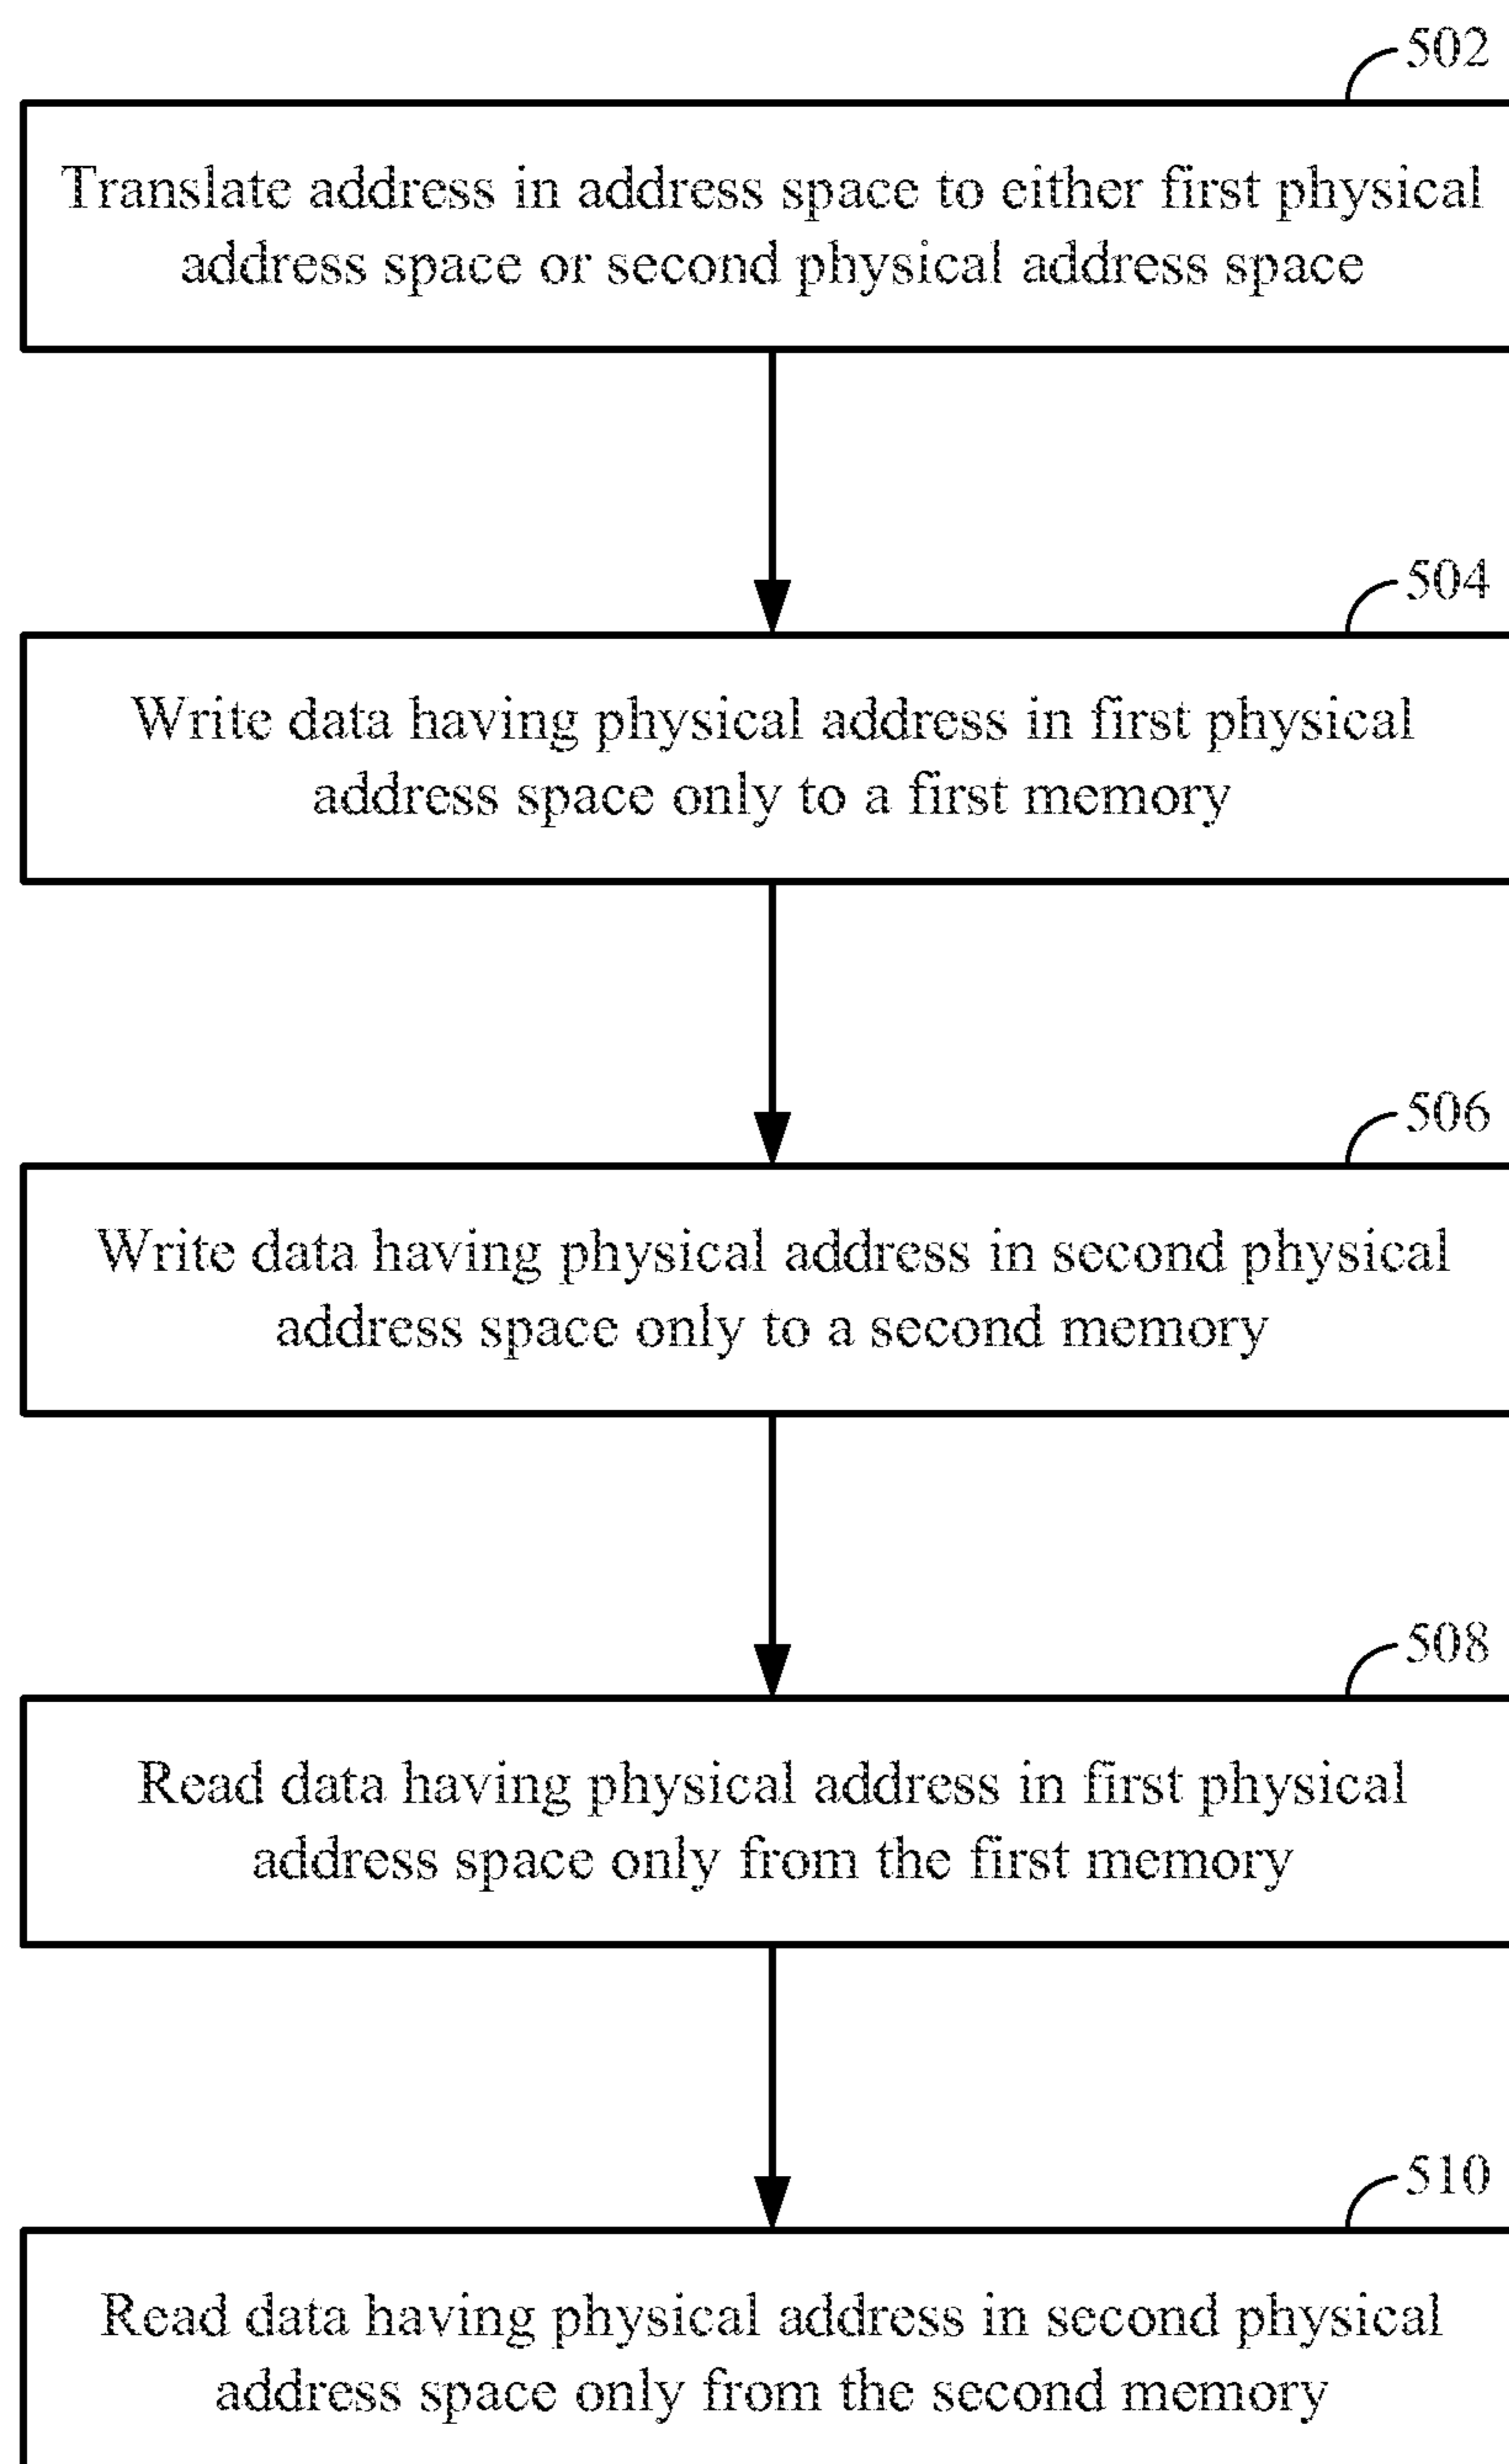 502
Translate address in address space to either first physical
address space or second physical address space
504
Write data having physical address in first physical
address space only to a first memory
506
Write data having physical address in second physical
address space only to a second memory
508
Read data having physical address in first physical
address space only from the first memory
510
Read data having physical address in second physical
address space only from the second memory